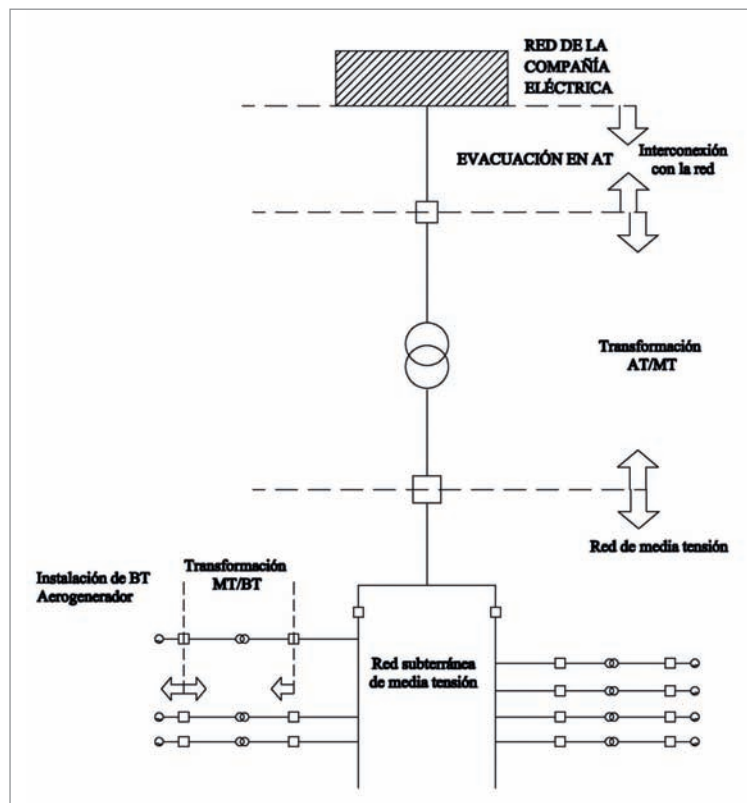 RED DE LA
COMPAÑÍA
ELÉCTRICA
EVACUACIÓN EN AT
Interconexión
con la red
Transformación
AT/MT
Red de media tensión
Instalación de BT
Aerogenerador
Transformación
MT/BT
Red subterránea
de media tensión